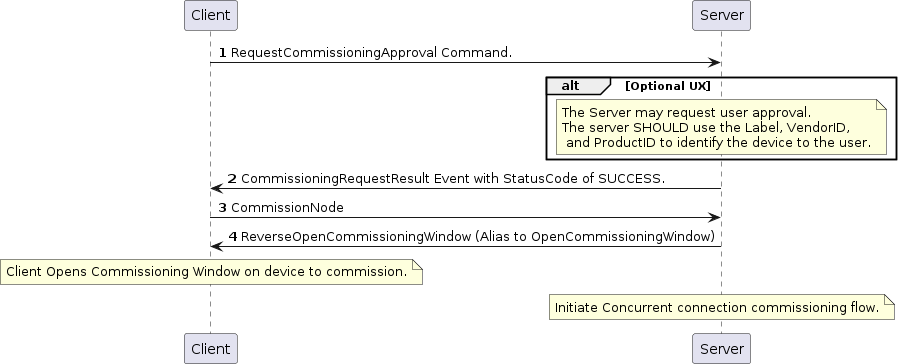 Client
Server
1 RequestCommissioningApproval Command.
alt [Optional UX]
The Server may request user approval.
The server SHOULD use the Label, VendorID,
and ProductID to identify the device to the user.
2 CommissioningRequestResult Event with StatusCode of SUCCESS.
3 CommissionNode
4 ReverseOpenCommissioningWindow (Alias to OpenCommissioningWindow)
Client Opens Commissioning Window on device to commission.
Initiate Concurrent connection commissioning flow.
Client
Server